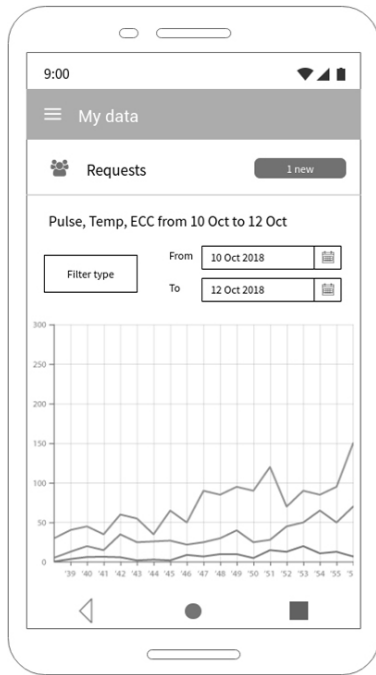 9:00
My data
Requests
1 new
Pulse, Temp, ECC from 10 Oct to 12 Oct
Filter type
From
10 Oct 2018
To
12 Oct 2018
300
250
200
150
100
50
0
'39 '40 '41 '42 '43 '44 '45 '46 '47 '48 '49 '50 '51 '52 '53 '54 '55 '5